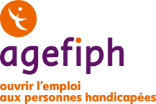 agefiph
ouvrir l'emploi
aux personnes handicapées